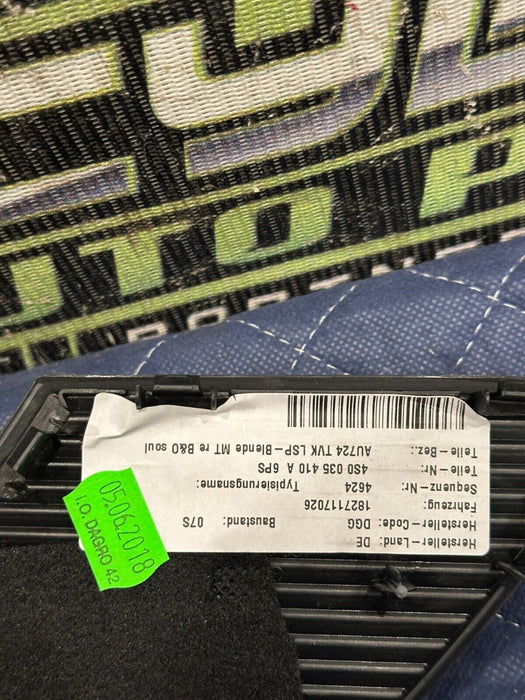 UTO P
Hersteller-Land: DE
Hersteller-Code: DGG Baustand: 07S
Fahrzeug: 1827117026
Sequenz-Nr: 4624 Typisierungsname:
Teile-Nr: 4S0 035 410 A 6PS
Teile-Bez.: AU724 TVK LSP-Blende MT re B&O soul
05.06.2018
I.O. DAGRO 42